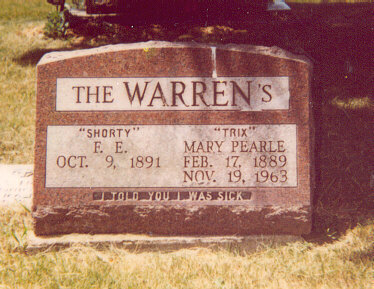 THE WARREN'S
"SHORTY" "TRIX"
F. E. MARY PEARLE
OCT. 9, 1891 FEB. 17, 1889
NOV. 19, 1963
I TOLD YOU I WAS SICK